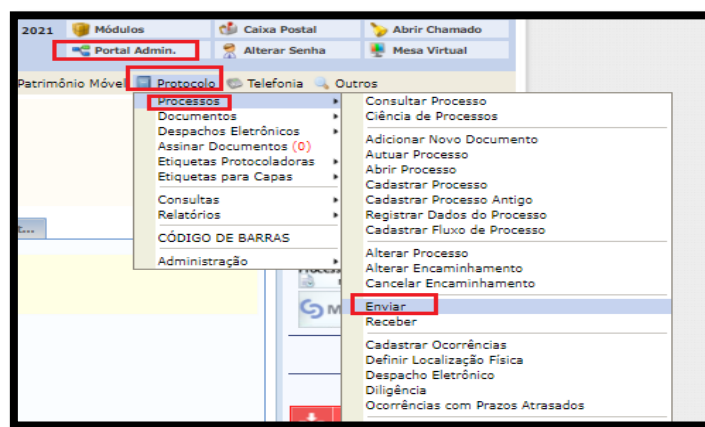 2021 Módulos Caixa Postal Abrir Chamado
Portal Admin. Alterar Senha Mesa Virtual
Patrimônio Móvel Protocolo Telefonia Outros
Processos
Documentos
Despachos Eletrônicos
Assinar Documentos (0)
Etiquetas Protocoladoras
Etiquetas para Capas
Consultas
Relatórios
CÓDIGO DE BARRAS
Administração
Consultar Processo
Ciência de Processos
Adicionar Novo Documento
Autuar Processo
Abrir Processo
Cadastrar Processo
Cadastrar Processo Antigo
Registrar Dados do Processo
Cadastrar Fluxo de Processo
Alterar Processo
Alterar Encaminhamento
Cancelar Encaminhamento
Enviar
Receber
Cadastrar Ocorrências
Definir Localização Física
Despacho Eletrônico
Diligência
Ocorrências com Prazos Atrasados
t...